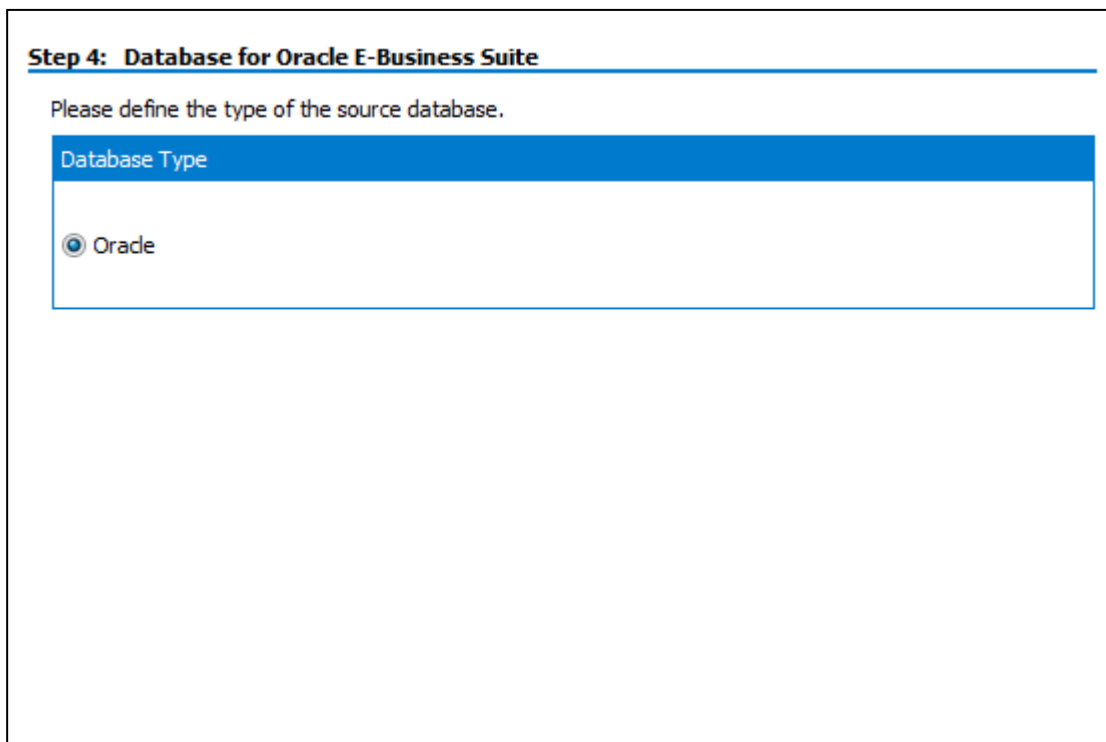 Step 4: Database for Oracle E-Business Suite
Please define the type of the source database.
Database Type
Oracle